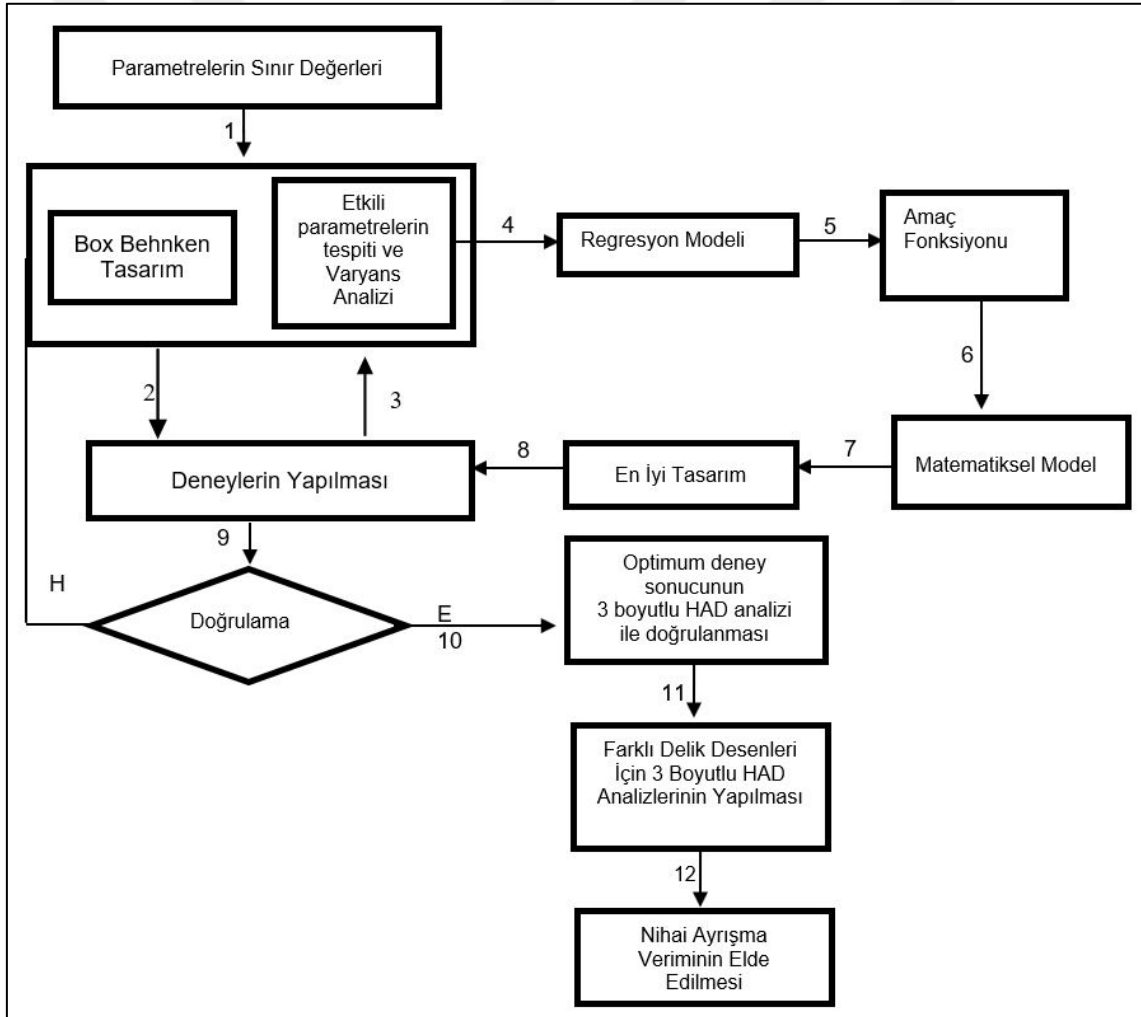 Parametrelerin Sınır Değerleri
1
Box Behnken
Tasarım
Etkili
parametrelerin
tespiti ve
Varyans
Analizi
4
Regresyon Modeli
5
Amaç
Fonksiyonu
2
3
6
Deneylerin Yapılması
8
En İyi Tasarım
7
Matematiksel Model
9
H
Doğrulama
E
10
Optimum deney
sonucunun
3 boyutlu HAD analizi
ile doğrulanması
11
Farklı Delik Desenleri
İçin 3 Boyutlu HAD
Analizlerinin Yapılması
12
Nihai Ayrışma
Veriminin Elde
Edilmesi